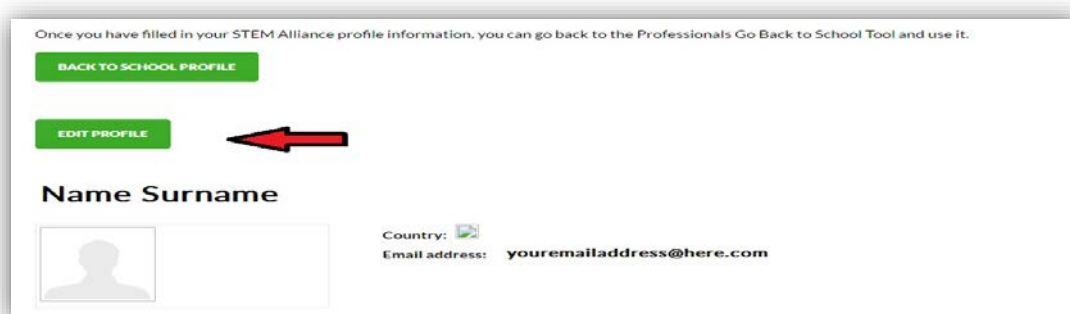 Once you have filled in your STEM Alliance profile information, you can go back to the Professionals Go Back to School Tool and use it.
BACK TO SCHOOL PROFILE
EDIT PROFILE
Name Surname
Country:
Email address: youremailaddress@here.com